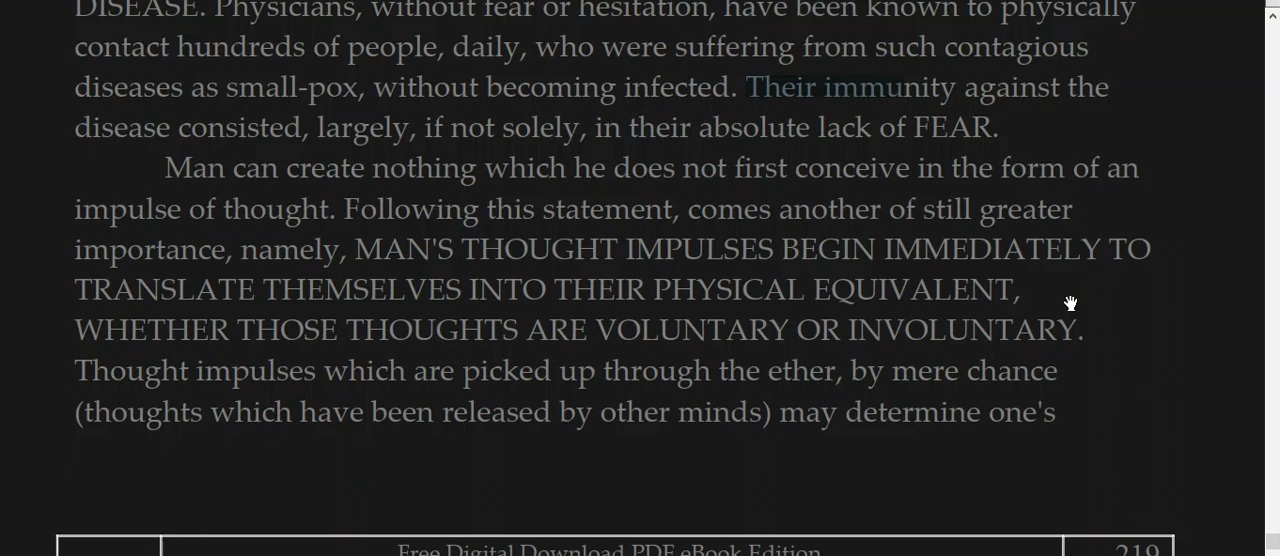 DISEASE. Physicians, without fear or hesitation, have been known to physically
contact hundreds of people, daily, who were suffering from such contagious
diseases as small-pox, without becoming infected. Their immunity against the
disease consisted, largely, if not solely, in their absolute lack of FEAR.
Man can create nothing which he does not first conceive in the form of an
impulse of thought. Following this statement, comes another of still greater
importance, namely, MAN'S THOUGHT IMPULSES BEGIN IMMEDIATELY TO
TRANSLATE THEMSELVES INTO THEIR PHYSICAL EQUIVALENT,
WHETHER THOSE THOUGHTS ARE VOLUNTARY OR INVOLUNTARY.
Thought impulses which are picked up through the ether, by mere chance
(thoughts which have been released by other minds) may determine one's
Free Digital Download PDF eBook Edition 219